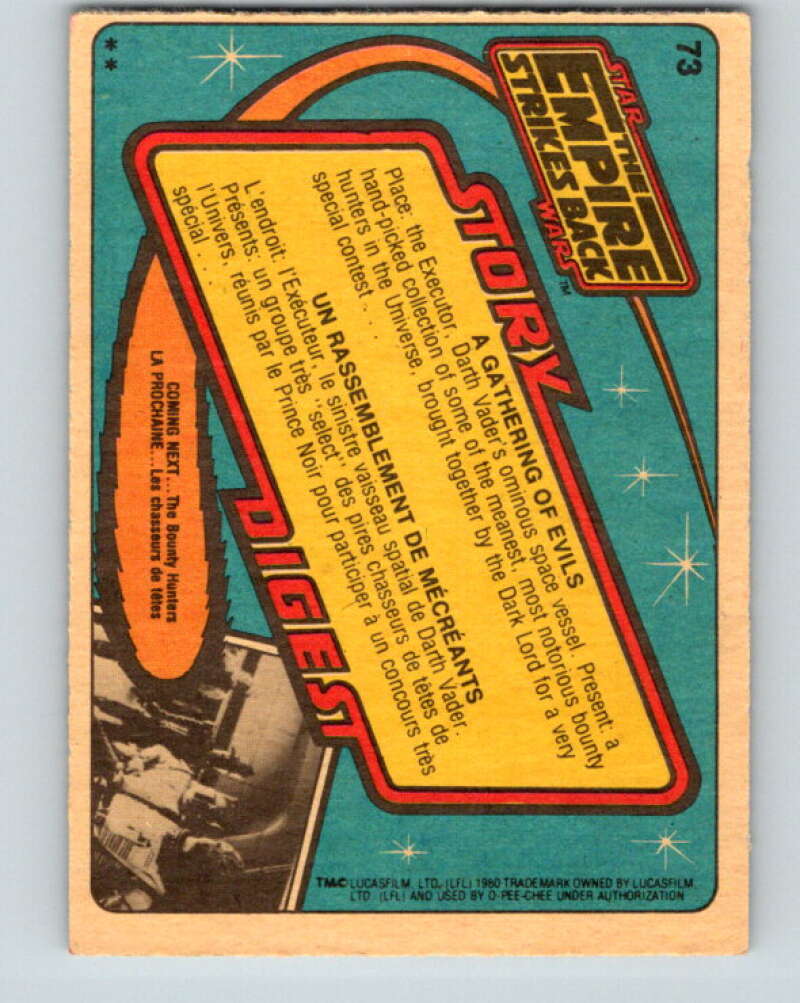 73
STAR
THE
EMPIRE
STRIKES BACK
WARS™
STORY
A GATHERING OF EVILS
Place: the Executor, Darth Vader's ominous space vessel. Present: a
hand-picked collection of some of the meanest, most notorious bounty
hunters in the Universe, brought together by the Dark Lord for a very
special contest . . .
UN RASSEMBLEMENT DE MÉCRÉANTS
L'endroit: l'Exécuteur, le sinistre vaisseau spatial de Darth Vader.
Présents: un groupe très "select" des pires chasseurs de têtes de
l'Univers, réunis par le Prince Noir pour participer à un concours très
spécial . . .
DIGEST
COMING NEXT... The Bounty Hunters
LA PROCHAINE... Les chasseurs de têtes
TM© LUCASFILM, LTD. (LFL) 1980 TRADEMARK OWNED BY LUCASFILM,
LTD. (LFL) AND USED BY O-PEE-CHEE UNDER AUTHORIZATION
**